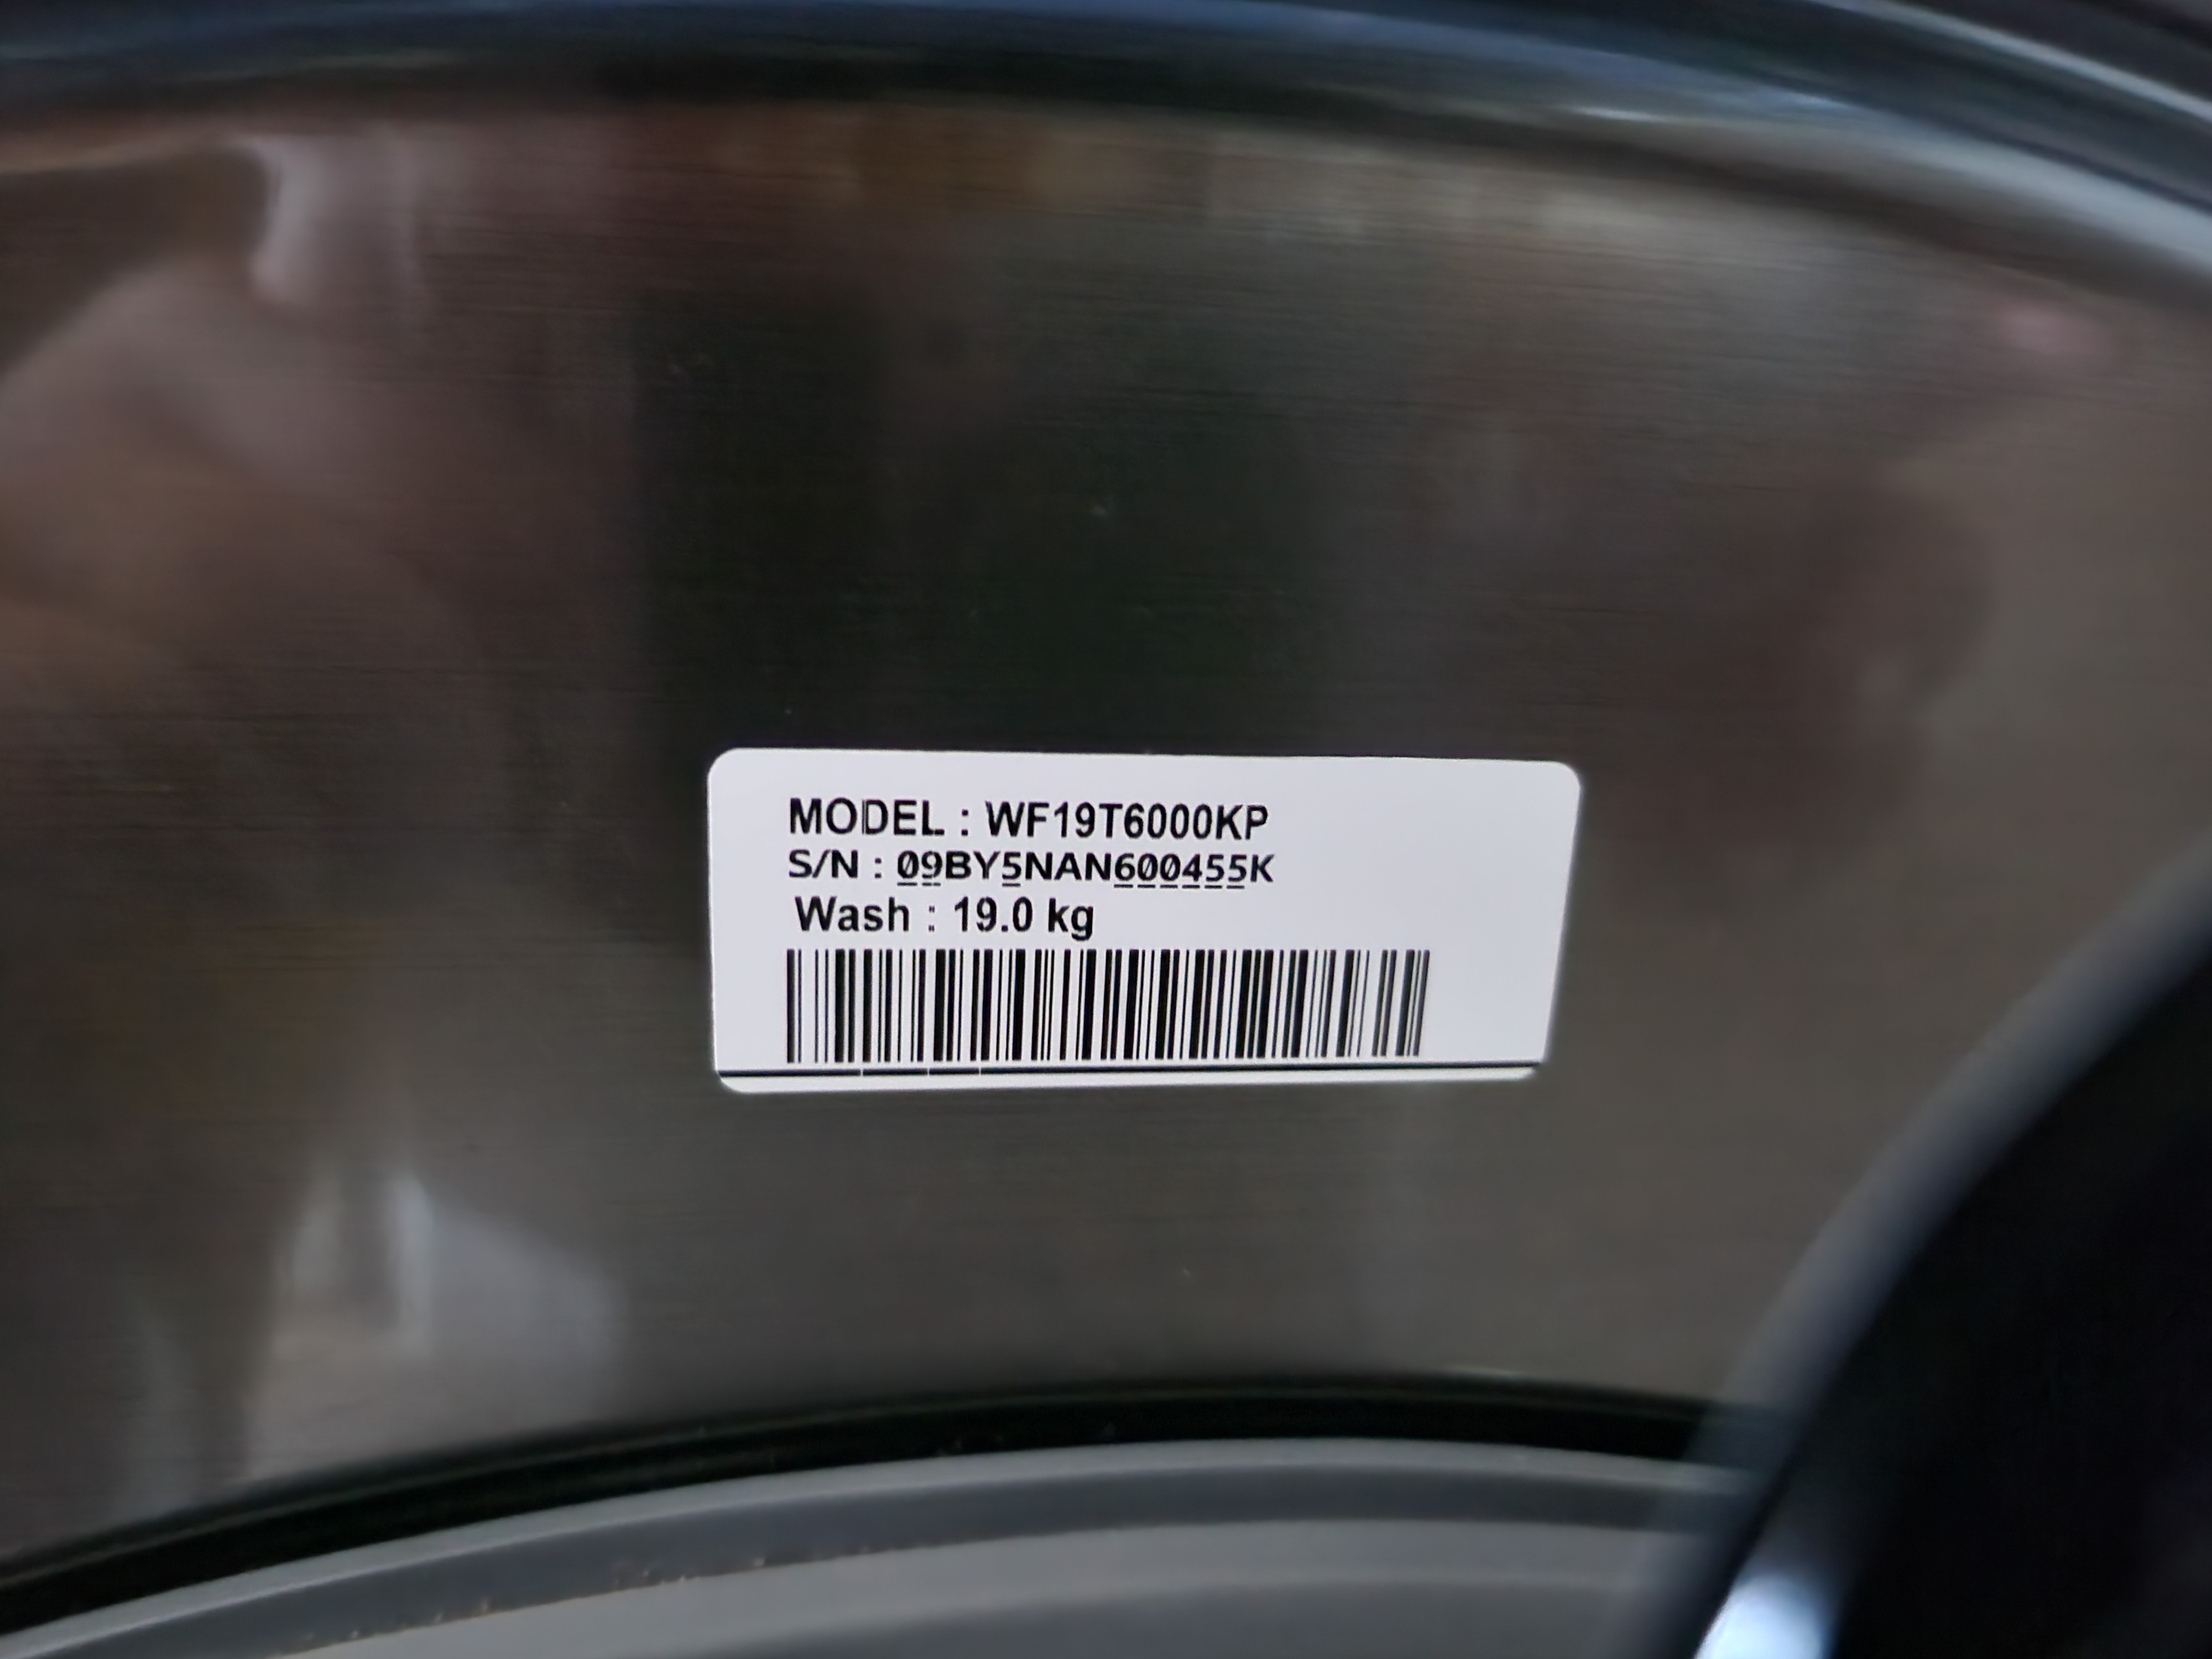 MODEL : WF19T6000KP
S/N : 09BY5NAN600455K
Wash : 19.0 kg